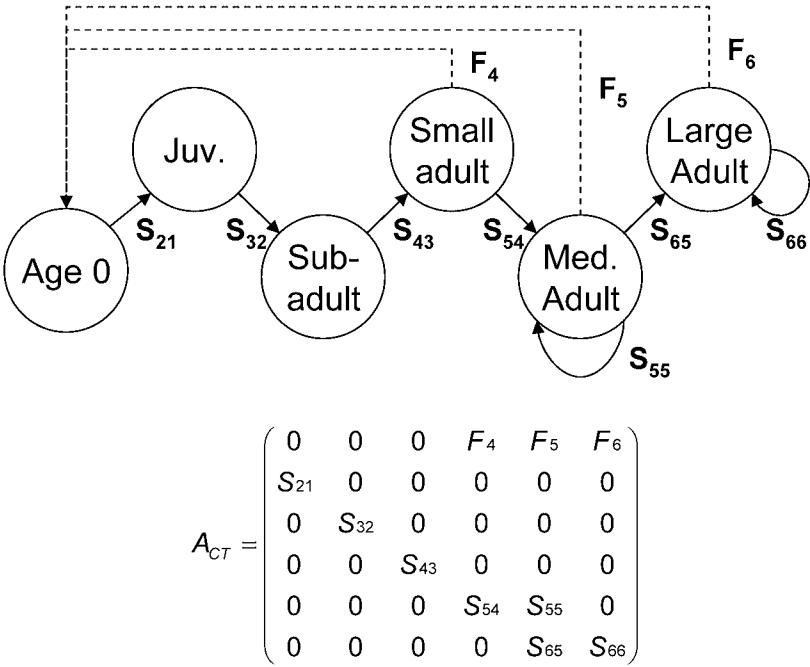 F4
F6
F5
Juv.
Small
adult
Large
Adult
S21
S32
S43
S54
S65
S66
Age 0
Sub-
adult
Med.
Adult
S55
ACT =
0 0 0 F4 F5 F6
S21 0 0 0 0 0
0 S32 0 0 0 0
0 0 S43 0 0 0
0 0 0 S54 S55 0
0 0 0 0 S65 S66